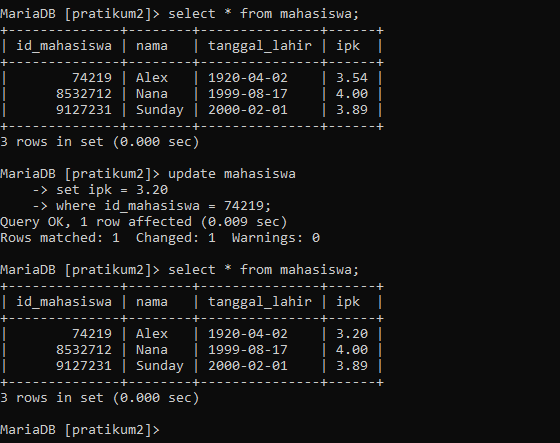 MariaDB [pratikum2]> select * from mahasiswa;
+--------------+--------+---------------+------+
| id_mahasiswa | nama   | tanggal_lahir | ipk  |
+--------------+--------+---------------+------+
|        74219 | Alex   | 1920-04-02    | 3.54 |
|      8532712 | Nana   | 1999-08-17    | 4.00 |
|      9127231 | Sunday | 2000-02-01    | 3.89 |
+--------------+--------+---------------+------+
3 rows in set (0.000 sec)

MariaDB [pratikum2]> update mahasiswa
    -> set ipk = 3.20
    -> where id_mahasiswa = 74219;
Query OK, 1 row affected (0.009 sec)
Rows matched: 1  Changed: 1  Warnings: 0

MariaDB [pratikum2]> select * from mahasiswa;
+--------------+--------+---------------+------+
| id_mahasiswa | nama   | tanggal_lahir | ipk  |
+--------------+--------+---------------+------+
|        74219 | Alex   | 1920-04-02    | 3.20 |
|      8532712 | Nana   | 1999-08-17    | 4.00 |
|      9127231 | Sunday | 2000-02-01    | 3.89 |
+--------------+--------+---------------+------+
3 rows in set (0.000 sec)

MariaDB [pratikum2]>